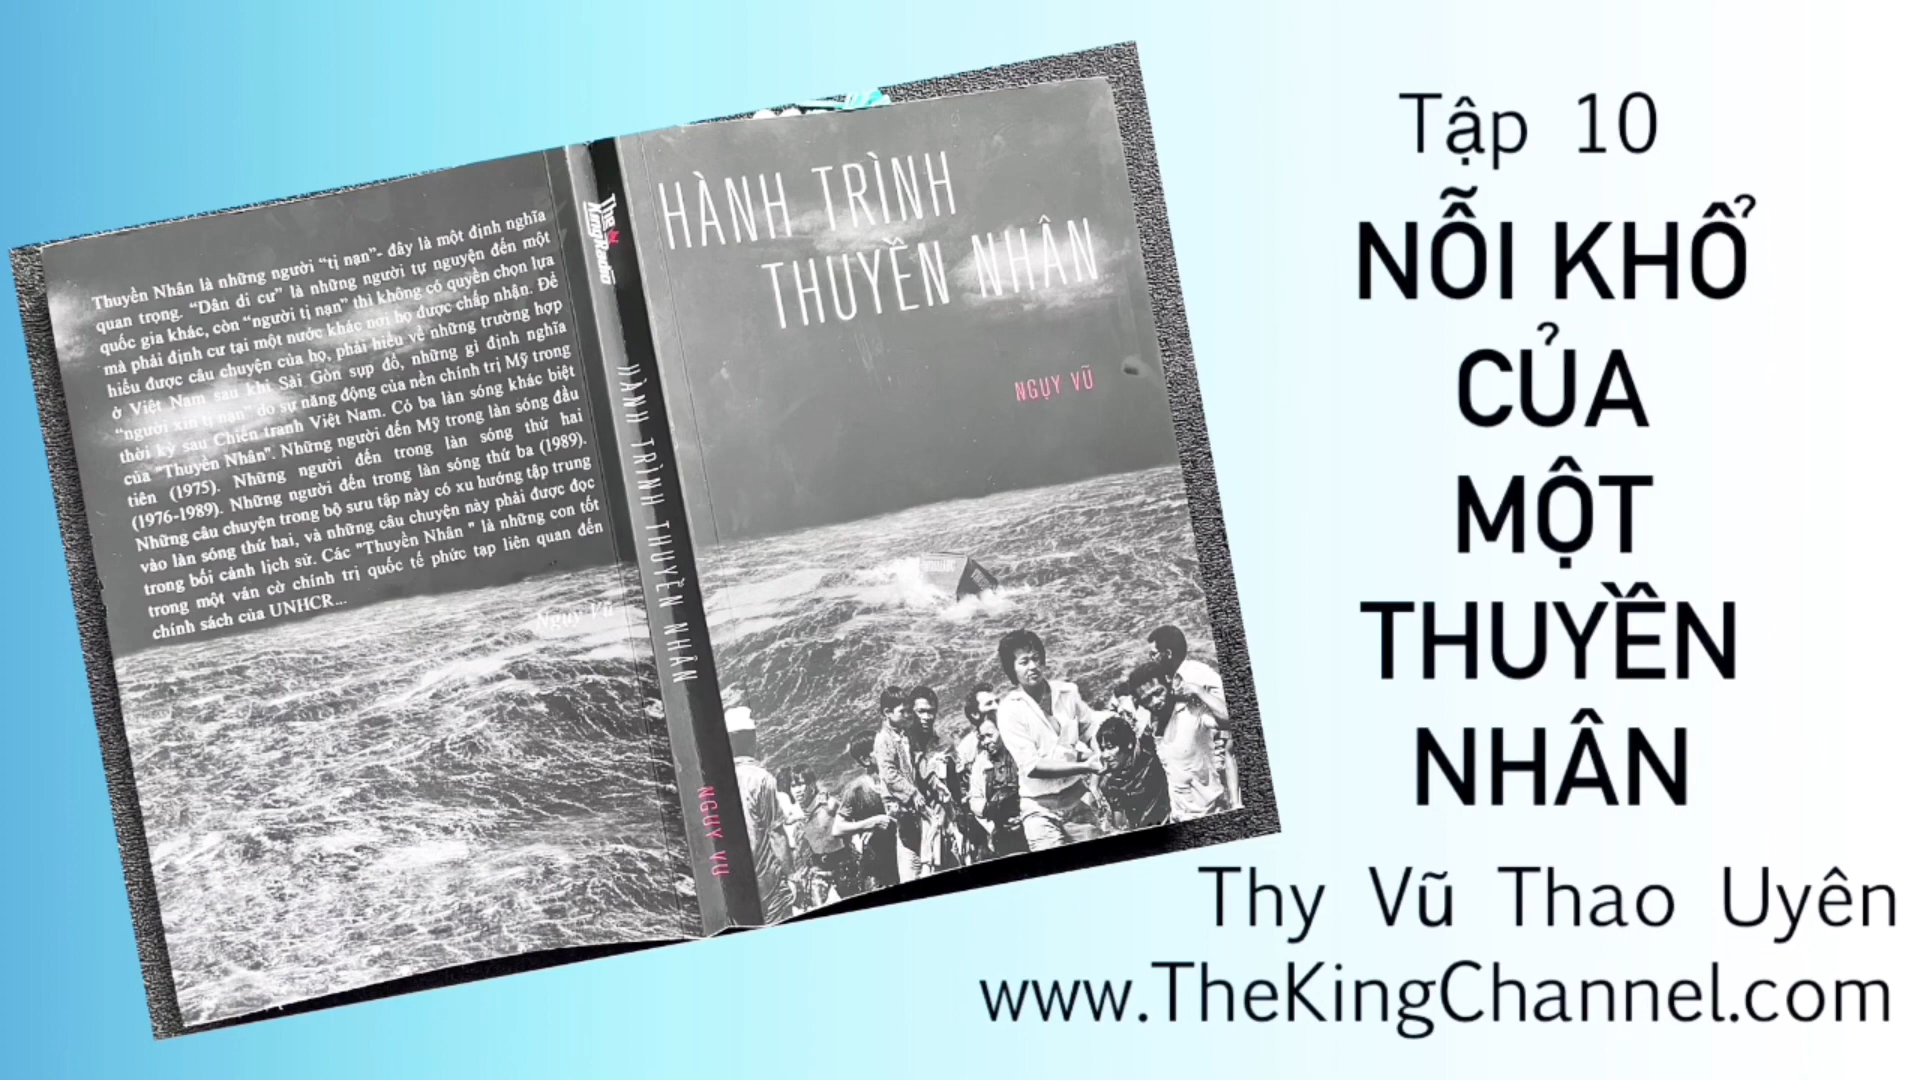 Thuyền Nhân là những người “tị nạn”- đây là một định nghĩa
quan trọng. “Dân di cư” là những người tự nguyện đến một
quốc gia khác, còn “người tị nạn” thì không có quyền chọn lựa
mà phải định cư tại một nước khác nơi họ được chấp nhận. Để
hiểu được câu chuyện của họ, phải hiểu về những trường hợp
ở Việt Nam sau khi Sài Gòn sụp đổ, những gì định nghĩa
“người xin tị nạn” do sự năng động của nền chính trị Mỹ trong
thời kỳ sau Chiến tranh Việt Nam. Có ba làn sóng khác biệt
của "Thuyền Nhân". Những người đến Mỹ trong làn sóng đầu
tiên (1975). Những người đến trong làn sóng thứ hai
(1976-1989). Những người đến trong làn sóng thứ ba (1989).
Những câu chuyện trong bộ sưu tập này có xu hướng tập trung
vào làn sóng thứ hai, và những câu chuyện này phải được đọc
trong bối cảnh lịch sử. Các "Thuyền Nhân " là những con tốt
trong một ván cờ chính trị quốc tế phức tạp liên quan đến
chính sách của UNHCR...
Ngụy Vũ
The
KingRadio
HÀNH TRÌNH THUYỀN NHÂN
NGỤY VŨ
HÀNH TRÌNH
THUYỀN NHÂN
NGỤY VŨ
Tập 10
NỖI KHỔ
CỦA
MỘT
THUYỀN
NHÂN
Thy Vũ Thao Uyên
www.TheKingChannel.com